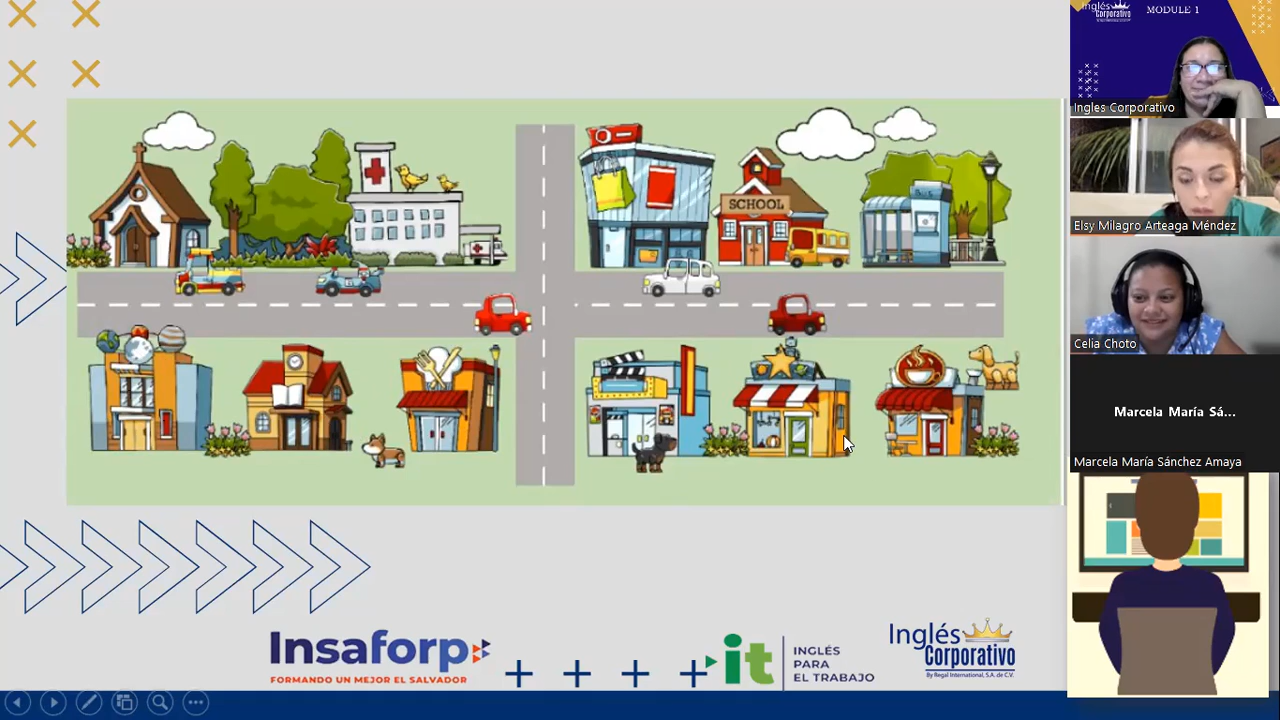 SCHOOL
Insaforp
FORMANDO UN MEJOR EL SALVADOR
it
INGLÉS
PARA
EL TRABAJO
Inglés
Corporativo
By Regal International, S.A. de C.V.
Inglés
Corporativo
MODULE 1
Ingles Corporativo
Elsy Milagro Arteaga Méndez
Celia Choto
Marcela María Sá...
Marcela María Sánchez Amaya